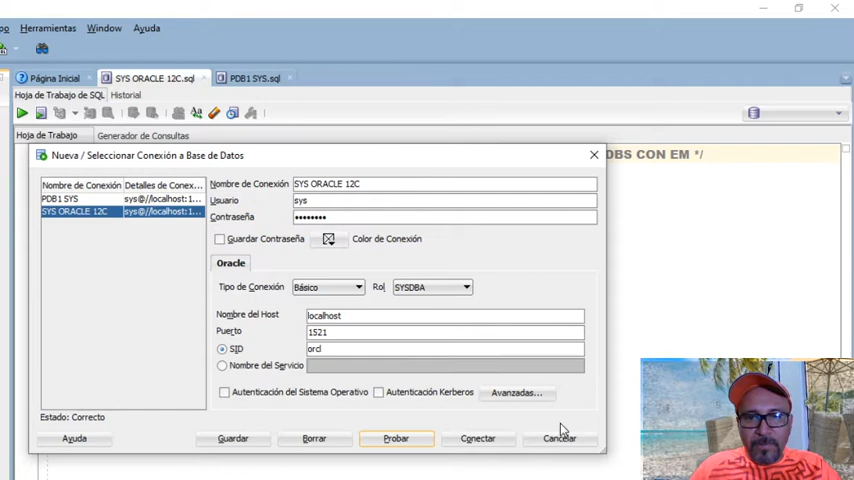 Herramientas Window Ayuda
Página Inicial SYS ORACLE 12C.sql PDB1 SYS.sql
Hoja de Trabajo de SQL Historial
Hoja de Trabajo Generador de Consultas
DBS CON EM */
Nueva / Seleccionar Conexión a Base de Datos
Nombre de Conexión Detalles de Conex...
PDB1 SYS sys@//localhost:1...
SYS ORACLE 12C sys@//localhost:1...
Nombre de Conexión SYS ORACLE 12C
Usuario sys
Contraseña ••••••••
Guardar Contraseña Color de Conexión
Oracle
Tipo de Conexión Básico Rol SYSDBA
Nombre del Host localhost
Puerto 1521
SID orcl
Nombre del Servicio
Autenticación del Sistema Operativo Autenticación Kerberos Avanzadas...
Estado: Correcto
Ayuda Guardar Borrar Probar Conectar Cancelar